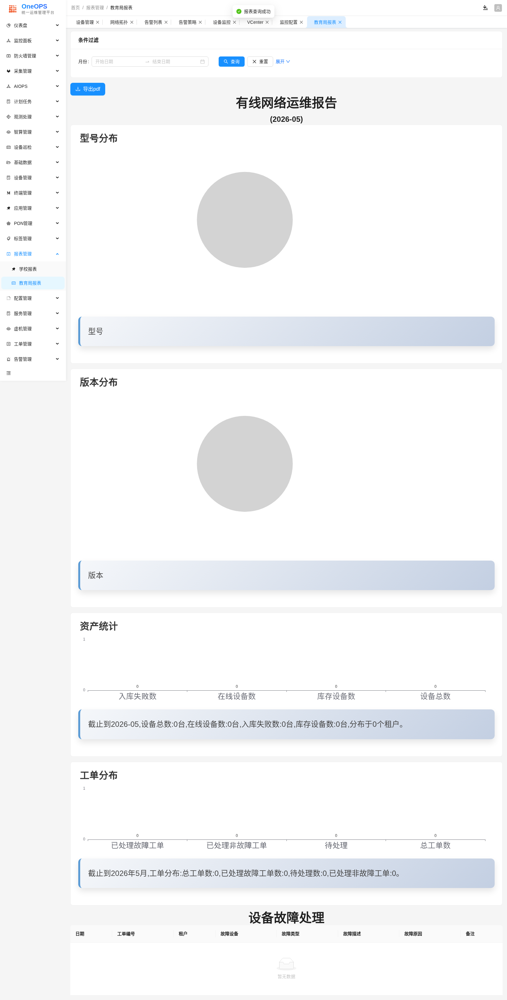 OneOPS
统一运维管理平台
首页 / 报表管理 / 教育局报表
报表查询成功
设备管理 网络拓扑 告警列表 告警策略 设备监控 VCenter 监控配置 教育局报表
仪表盘
监控面板
防火墙管理
采集管理
AIOPS
计划任务
观测处理
智算管理
设备巡检
基础数据
设备管理
终端管理
应用管理
PON管理
标签管理
报表管理
学校报表
教育局报表
配置管理
服务管理
虚机管理
工单管理
告警管理
条件过滤
月份: 开始日期 结束日期 查询 重置 展开
导出pdf
有线网络运维报告
(2026-05)
型号分布
型号
版本分布
版本
资产统计
1
0 0 0 0
0
入库失败数 在线设备数 库存设备数 设备总数
截止到2026-05,设备总数:0台,在线设备数:0台,入库失败数:0台,库存设备数:0台,分布于0个租户。
工单分布
1
0 0 0 0
0
已处理故障工单 已处理非故障工单 待处理 总工单数
截止到2026年5月,工单分布:总工单数:0,已处理故障工单数:0,待处理数:0,已处理非故障工单:0。
设备故障处理
日期 工单编号 租户 故障设备 故障类型 故障描述 故障原因 备注
暂无数据